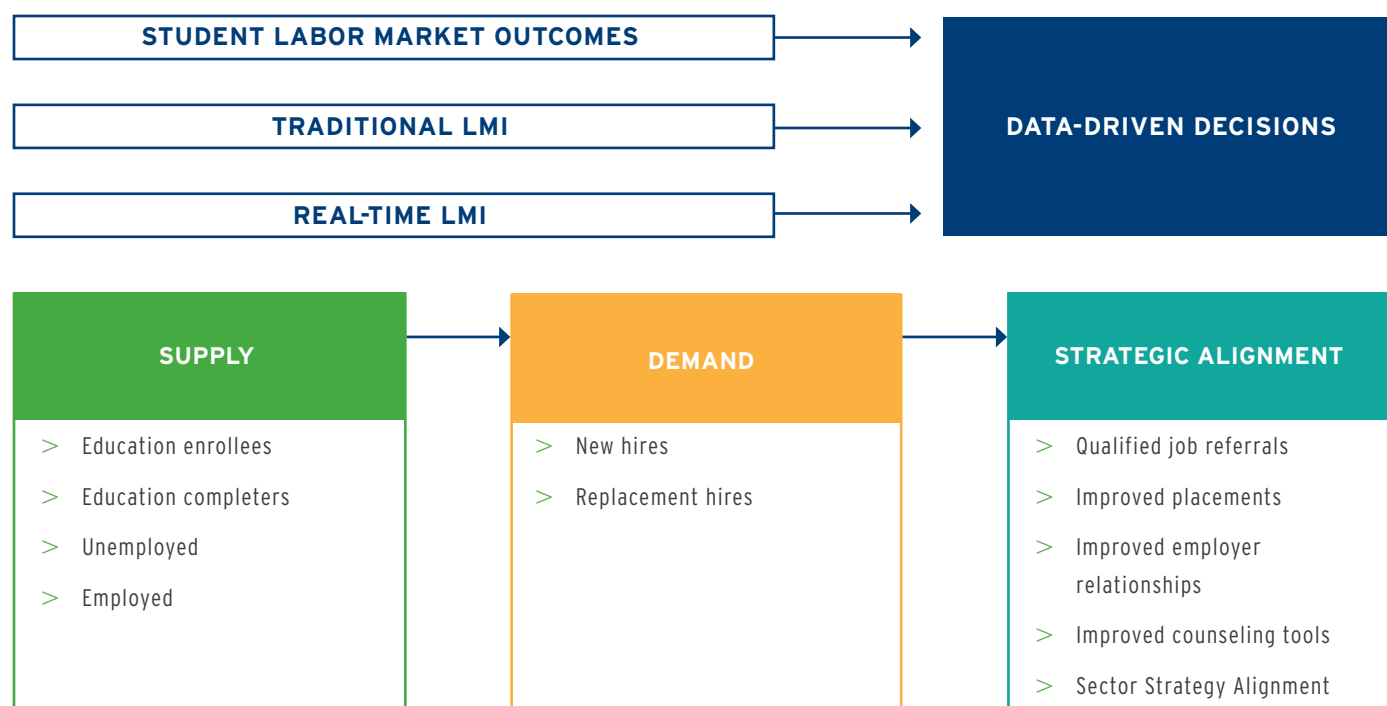 STUDENT LABOR MARKET OUTCOMES
TRADITIONAL LMI
REAL-TIME LMI
DATA-DRIVEN DECISIONS
SUPPLY
> Education enrollees
> Education completers
> Unemployed
> Employed
DEMAND
> New hires
> Replacement hires
STRATEGIC ALIGNMENT
> Qualified job referrals
> Improved placements
> Improved employer
relationships
> Improved counseling tools
> Sector Strategy Alignment